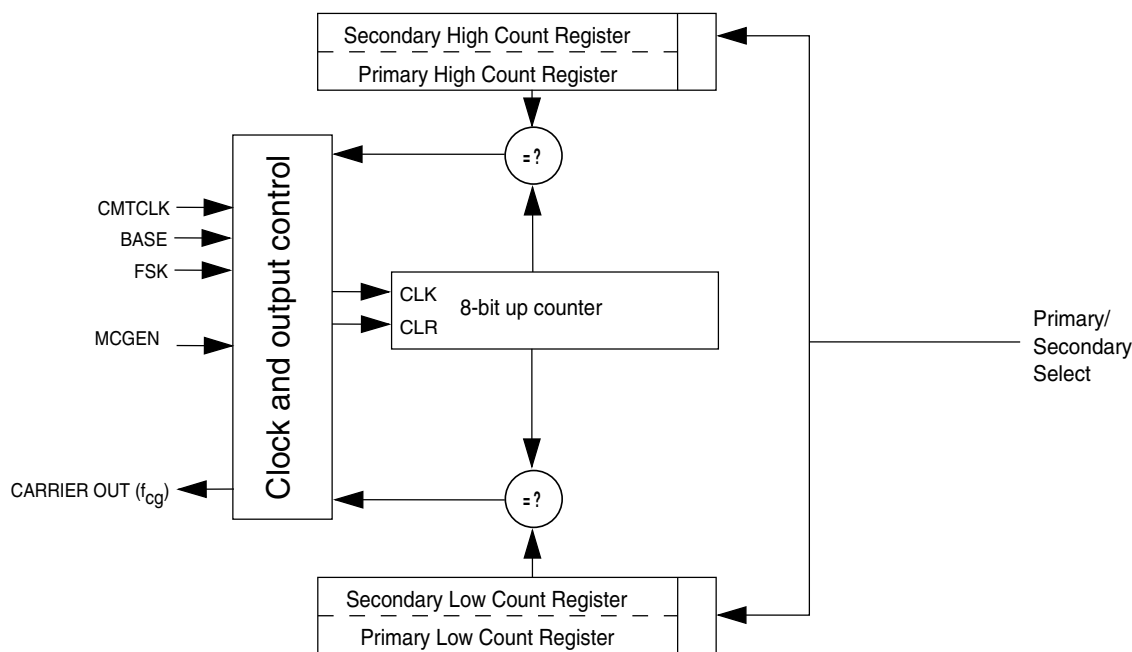 Secondary High Count Register
Primary High Count Register
= ?
Clock and output control
CMTCLK
BASE
FSK
MCGEN
CARRIER OUT (fcg)
CLK
CLR
8-bit up counter
Primary/
Secondary
Select
= ?
Secondary Low Count Register
Primary Low Count Register